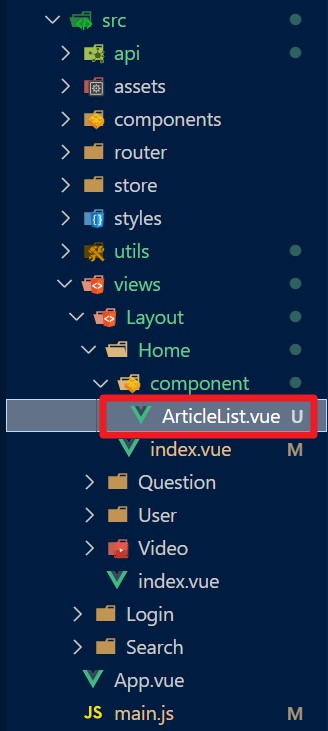 src
api
assets
components
router
store
styles
utils
views
Layout
Home
component
ArticleList.vue U
index.vue M
Question
User
Video
index.vue
Login
Search
App.vue
JS main.js M